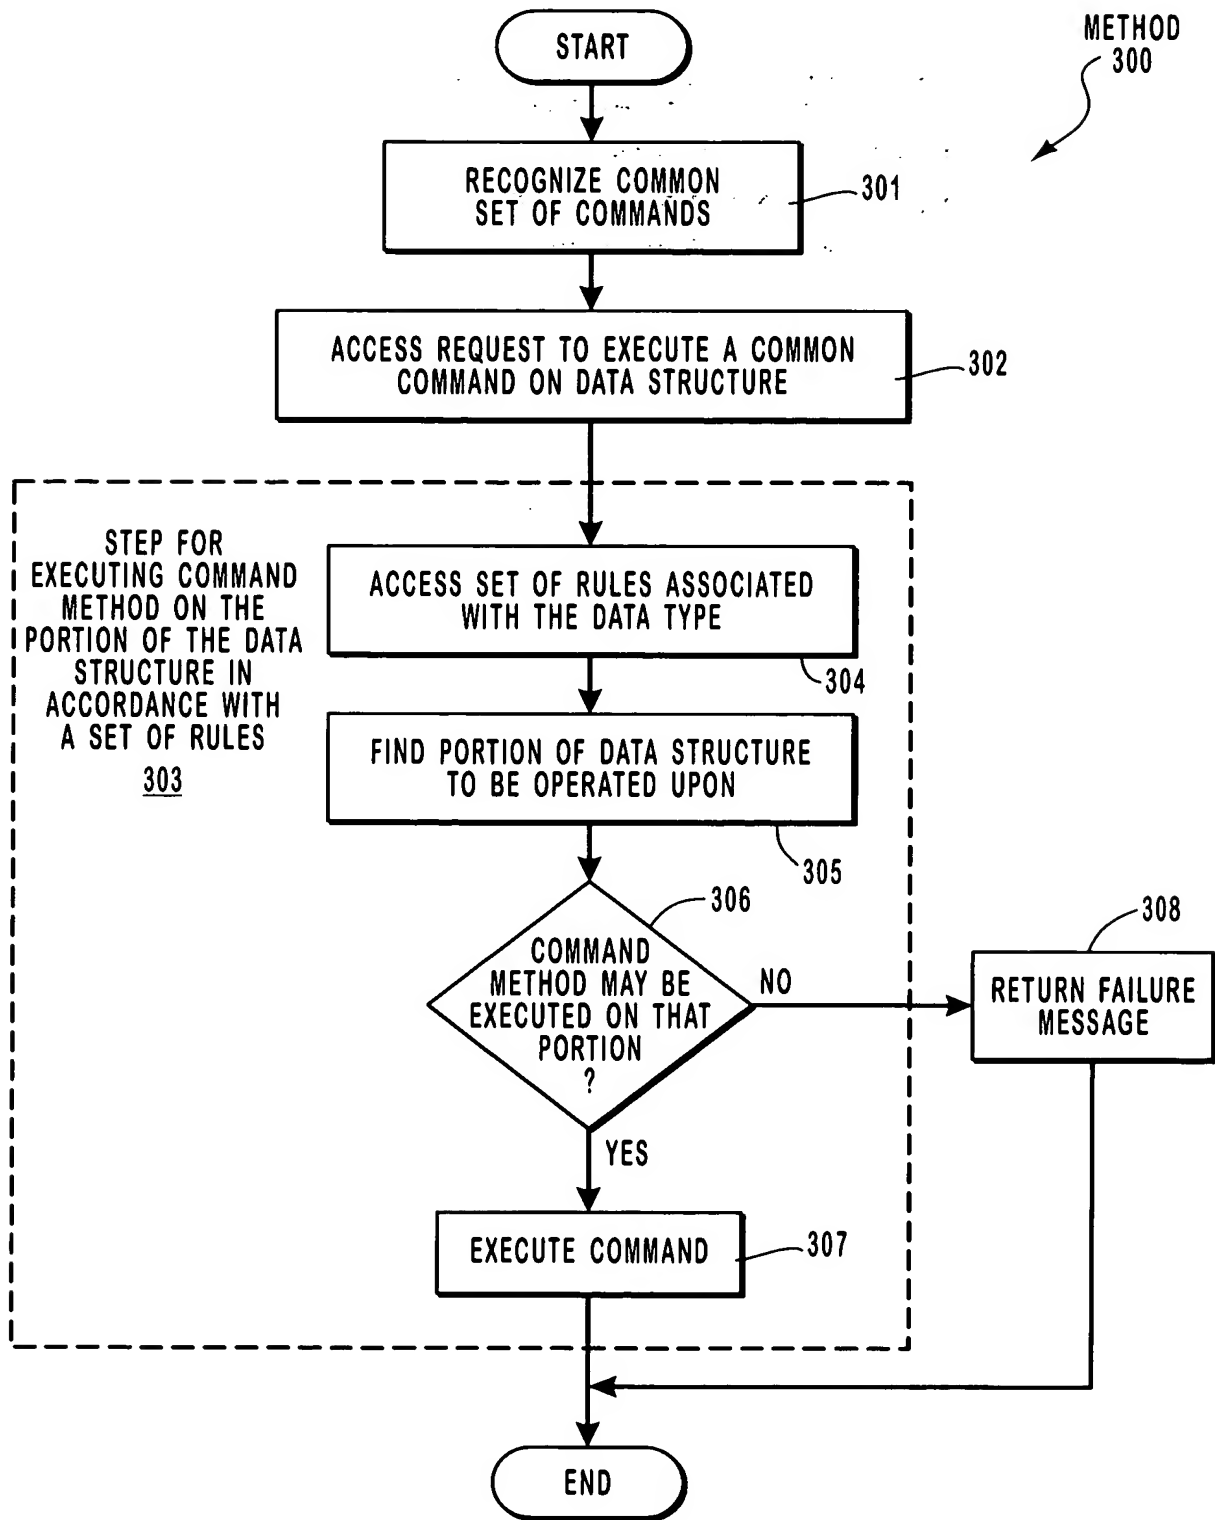 START
METHOD
300
RECOGNIZE COMMON
SET OF COMMANDS
301
ACCESS REQUEST TO EXECUTE A COMMON
COMMAND ON DATA STRUCTURE
302
STEP FOR
EXECUTING COMMAND
METHOD ON THE
PORTION OF THE DATA
STRUCTURE IN
ACCORDANCE WITH
A SET OF RULES
303
ACCESS SET OF RULES ASSOCIATED
WITH THE DATA TYPE
304
FIND PORTION OF DATA STRUCTURE
TO BE OPERATED UPON
305
306
COMMAND
METHOD MAY BE
EXECUTED ON THAT
PORTION
?
NO
308
RETURN FAILURE
MESSAGE
YES
EXECUTE COMMAND
307
END